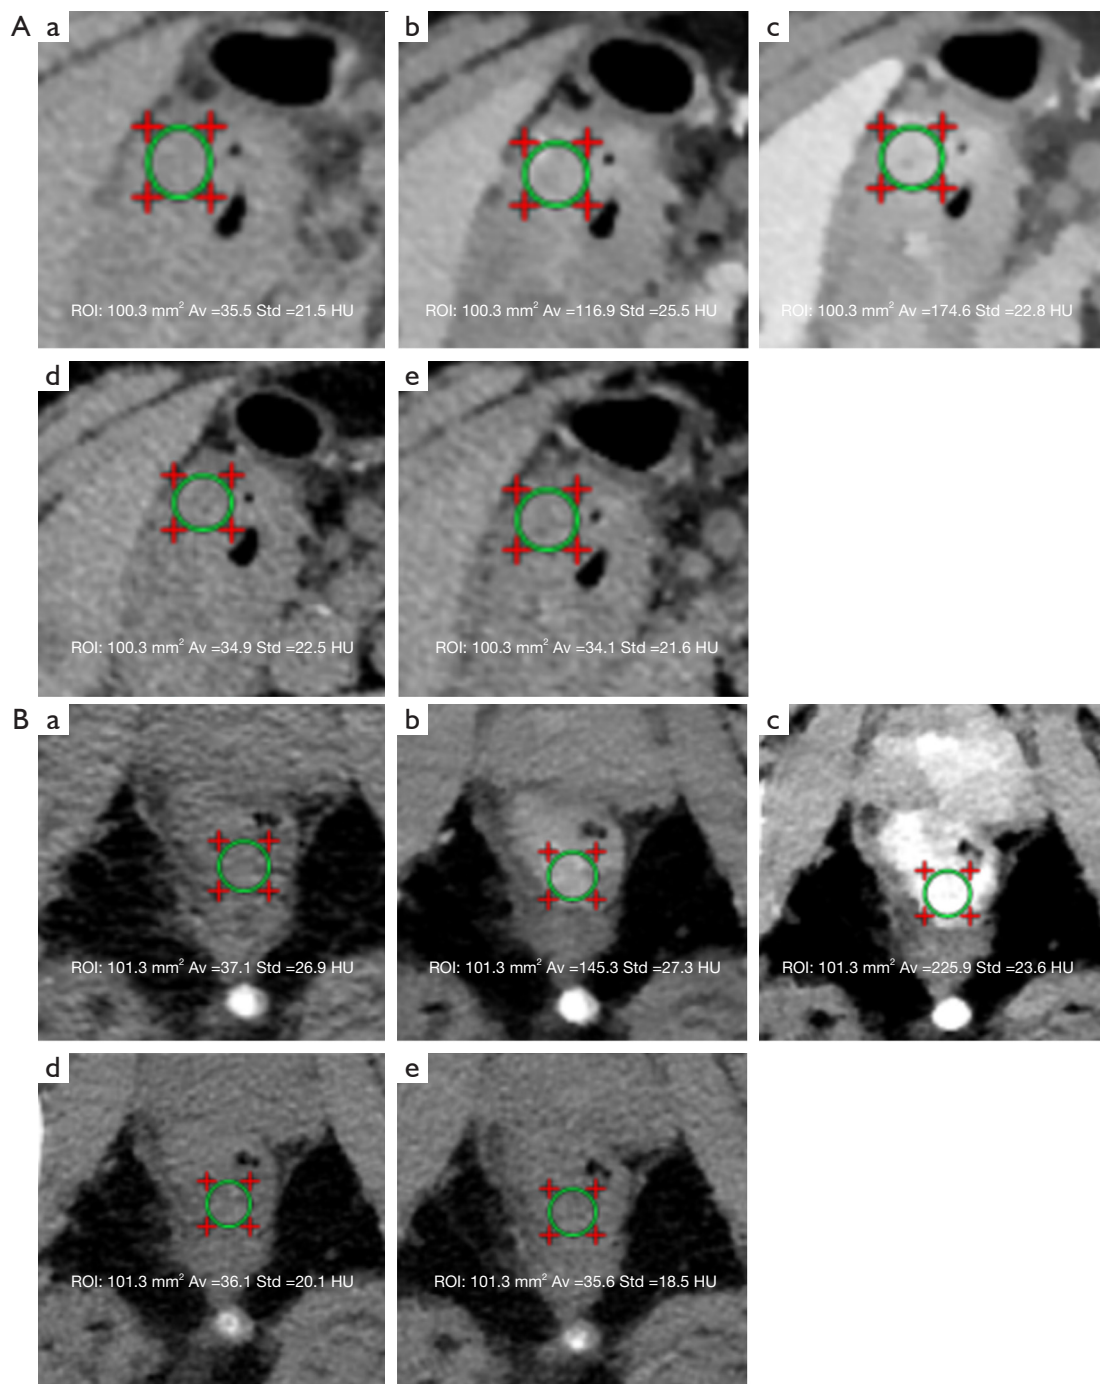 A a b c
ROI: 100.3 mm² Av =35.5 Std =21.5 HU
ROI: 100.3 mm² Av =116.9 Std =25.5 HU
ROI: 100.3 mm² Av =174.6 Std =22.8 HU
d e
ROI: 100.3 mm² Av =34.9 Std =22.5 HU
ROI: 100.3 mm² Av =34.1 Std =21.6 HU
B a b c
ROI: 101.3 mm² Av =37.1 Std =26.9 HU
ROI: 101.3 mm² Av =145.3 Std =27.3 HU
ROI: 101.3 mm² Av =225.9 Std =23.6 HU
d e
ROI: 101.3 mm² Av =36.1 Std =20.1 HU
ROI: 101.3 mm² Av =35.6 Std =18.5 HU